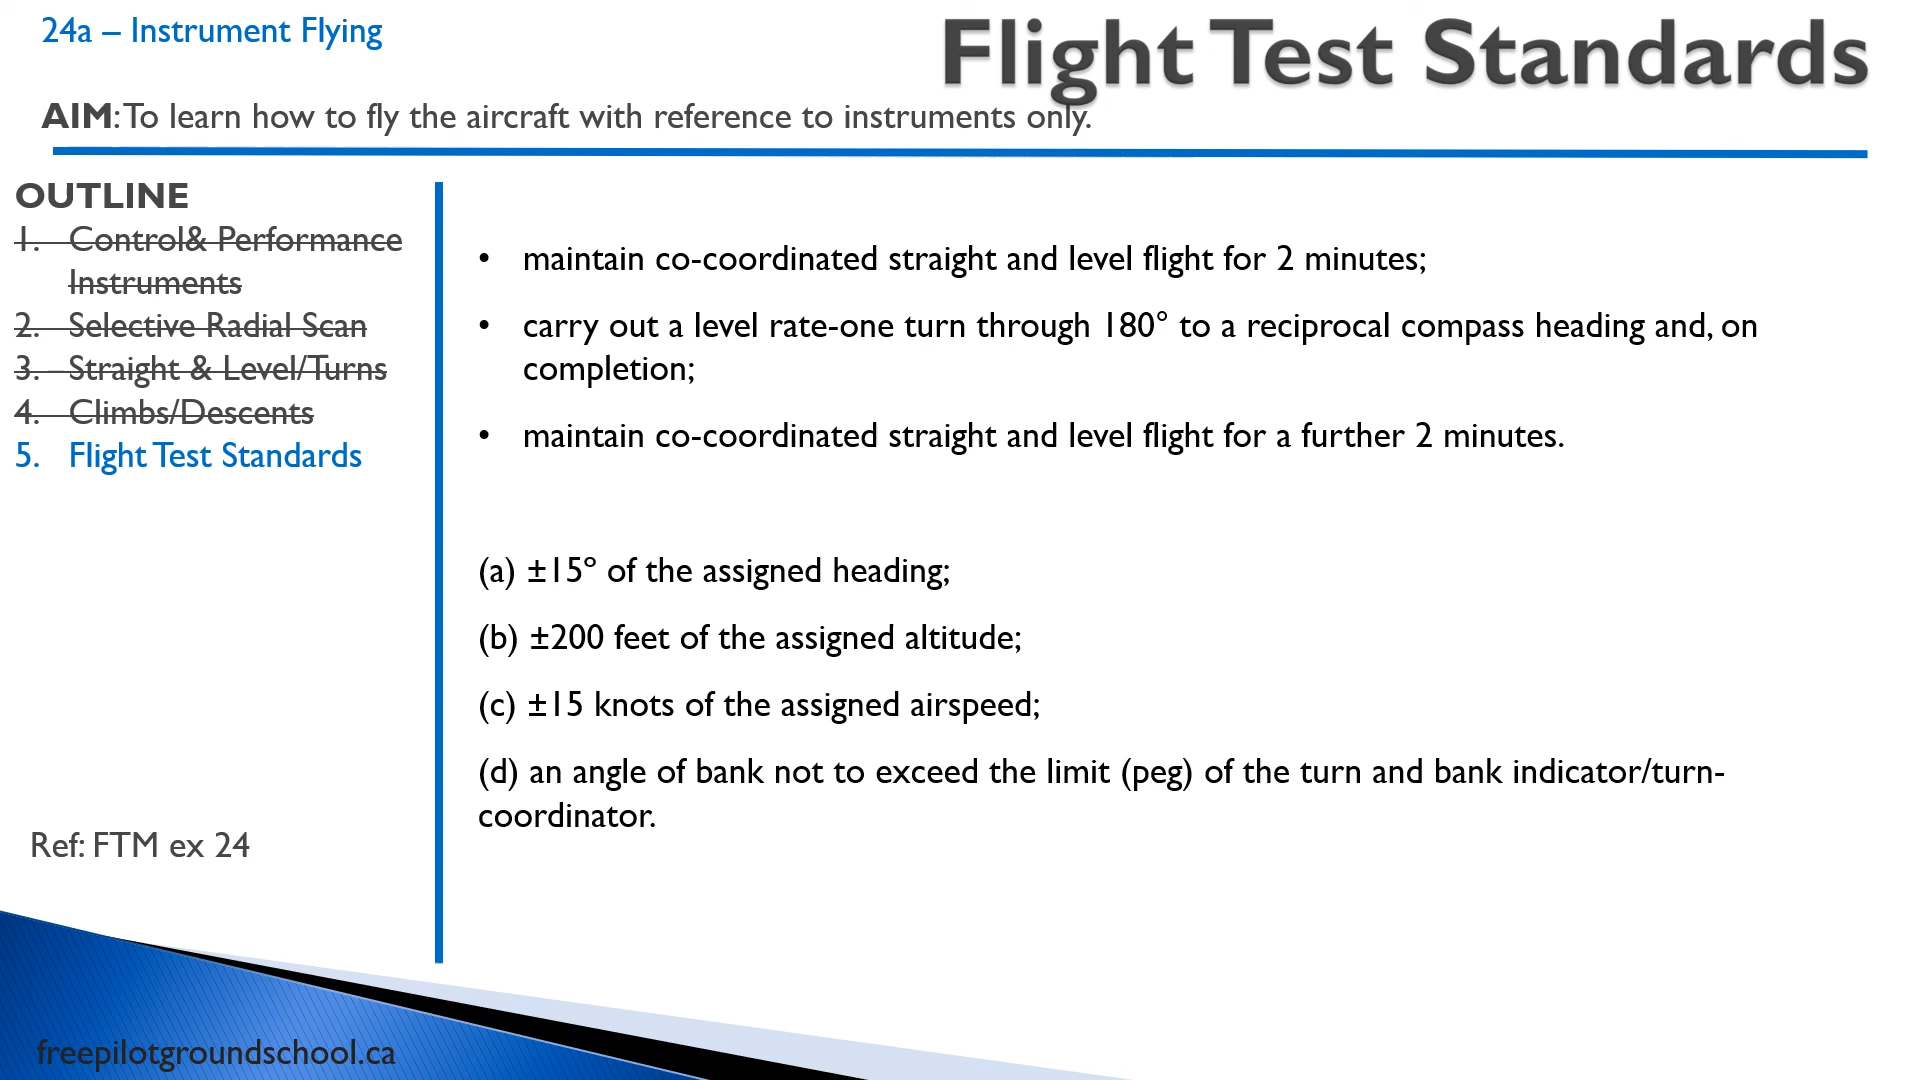 24a – Instrument Flying
Flight Test Standards
AIM: To learn how to fly the aircraft with reference to instruments only.
OUTLINE
1. Control& Performance
Instruments
2. Selective Radial Scan
3. Straight & Level/Turns
4. Climbs/Descents
5. Flight Test Standards
Ref: FTM ex 24
• maintain co-coordinated straight and level flight for 2 minutes;
• carry out a level rate-one turn through 180° to a reciprocal compass heading and, on
completion;
• maintain co-coordinated straight and level flight for a further 2 minutes.
(a) ±15º of the assigned heading;
(b) ±200 feet of the assigned altitude;
(c) ±15 knots of the assigned airspeed;
(d) an angle of bank not to exceed the limit (peg) of the turn and bank indicator/turn-
coordinator.
freepilotgroundschool.ca